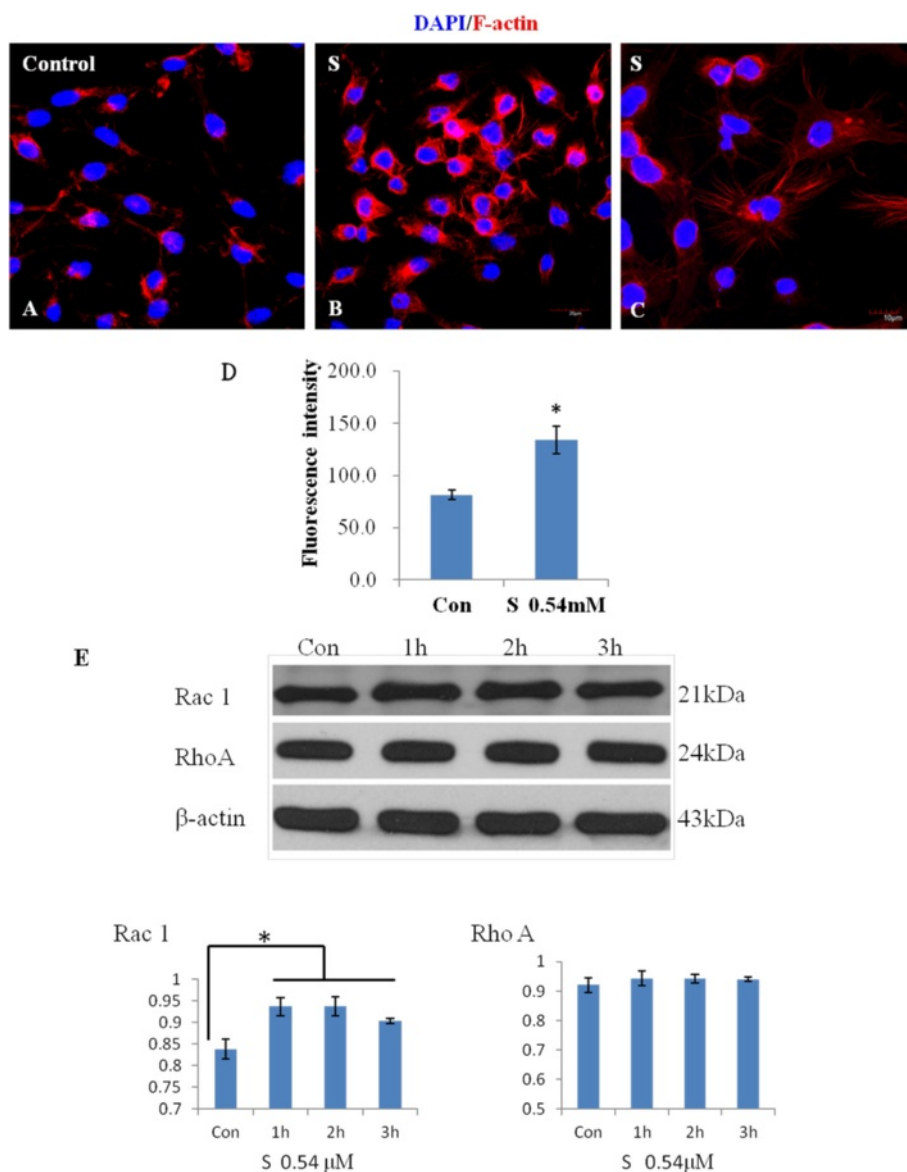 DAPI/F-actin
Control
S
S
A
B
C
20μm
10μm
D
Fluorescence intensity
200.0
150.0
100.0
50.0
0.0
*
Con
S 0.54mM
E
Con 1h 2h 3h
Rac 1 21kDa
RhoA 24kDa
β-actin 43kDa
Rac 1
*
1
0.95
0.9
0.85
0.8
0.75
0.7
Con 1h 2h 3h
S 0.54 μM
Rho A
1
0.9
0.8
0.7
0.6
0.5
Con 1h 2h 3h
S 0.54μM